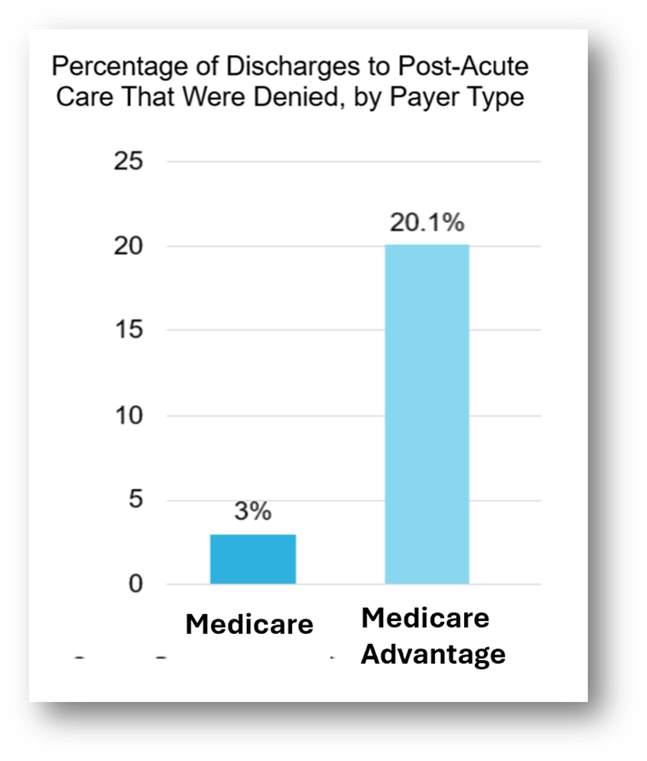 Percentage of Discharges to Post-Acute
Care That Were Denied, by Payer Type
25
20.1%
20
15
10
5
3%
0
Medicare
Medicare
Advantage